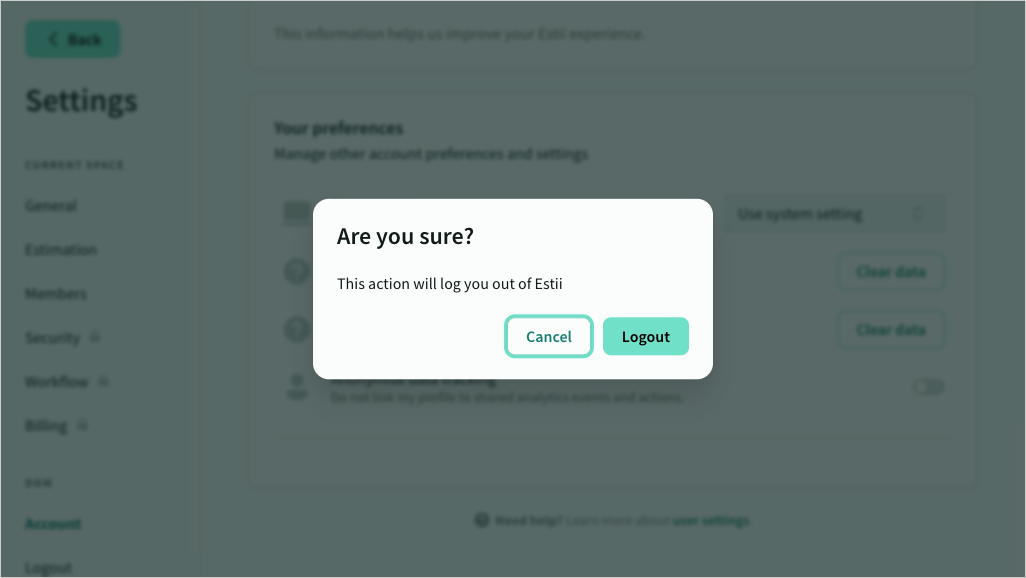 Back
Settings
CURRENT SPACE
General
Estimation
Members
Security
Workflow
Billing
DOM
Account
Logout
This information helps us improve your Estii experience.
Your preferences
Manage other account preferences and settings
Use system setting
Clear data
Clear data
Are you sure?
This action will log you out of Estii
Cancel
Logout
Anonymise data tracking
Do not link my profile to shared analytics events and actions.
Need help? Learn more about user settings.